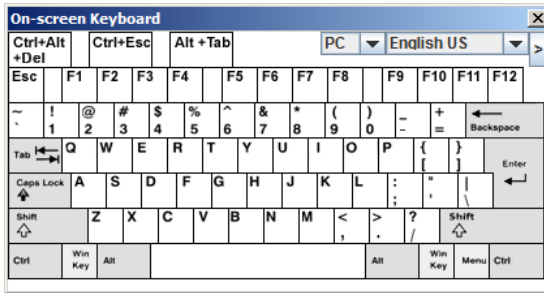 On-screen Keyboard X
Ctrl+Alt Ctrl+Esc Alt +Tab PC English US >
+Del
Esc F1 F2 F3 F4 F5 F6 F7 F8 F9 F10 F11 F12
~ ! @ # $ % ^ & * ( ) _ +
` 1 2 3 4 5 6 7 8 9 0 - = Backspace
Tab Q W E R T Y U I O P { }
[ ] Enter
Caps Lock A S D F G H J K L : " |
; ' \
Shift Z X C V B N M < > ? Shift
, . /
Ctrl Win Key Alt Alt Win Key Menu Ctrl